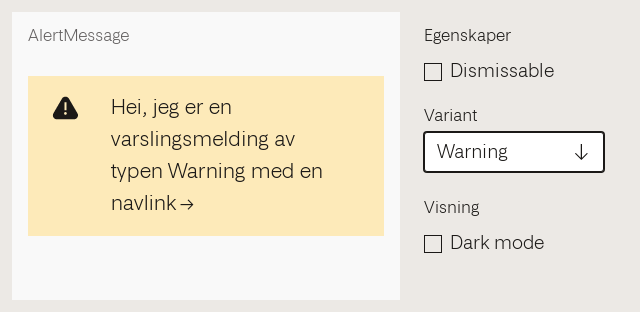 AlertMessage
Hei, jeg er en
varslingsmelding av
typen Warning med en
navlink →
Egenskaper
Dismissable
Variant
Warning
Visning
Dark mode